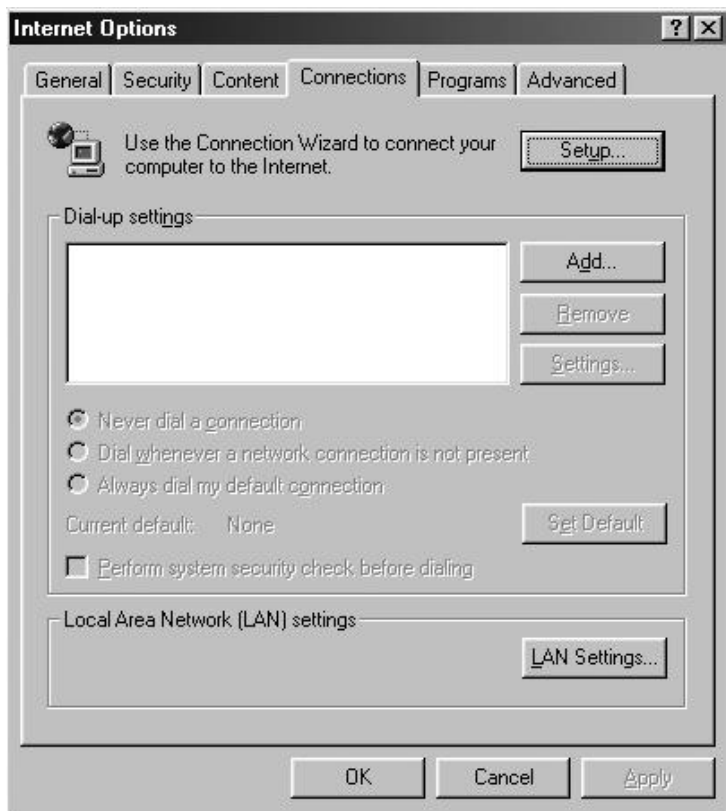 Internet Options
General Security Content Connections Programs Advanced
Use the Connection Wizard to connect your
computer to the Internet.
Setup...
Dial-up settings
Add...
Remove
Settings...
Never dial a connection
Dial whenever a network connection is not present
Always dial my default connection
Current default: None
Set Default
Perform system security check before dialing
Local Area Network (LAN) settings
LAN Settings...
OK Cancel Apply